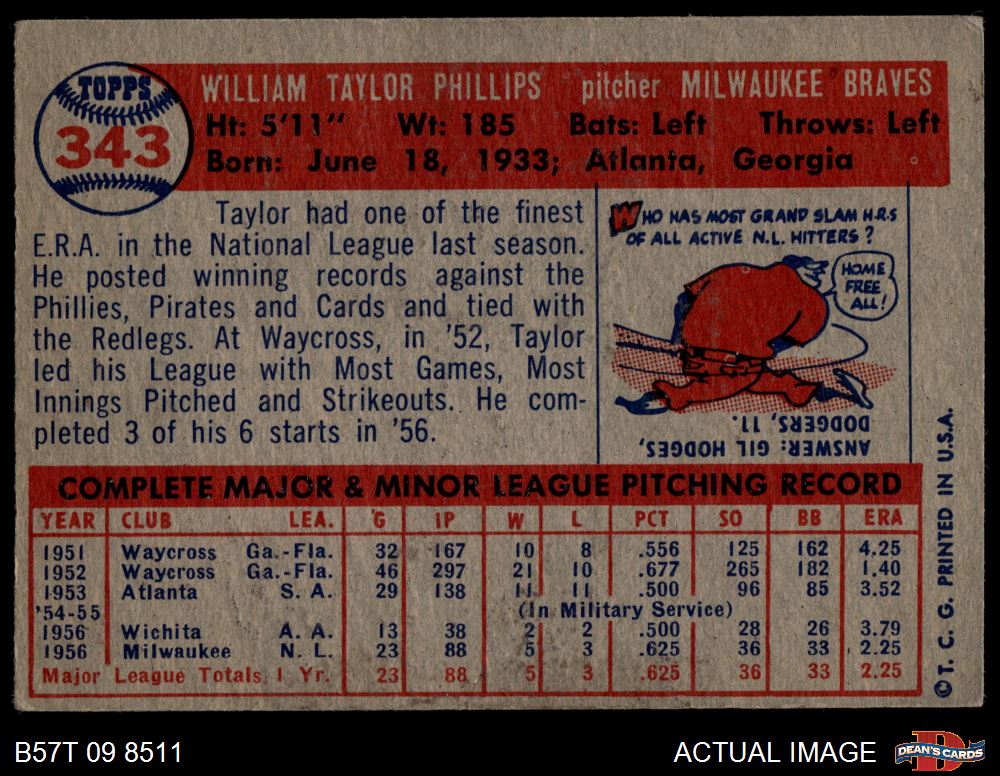 TOPPS
343
WILLIAM TAYLOR PHILLIPS pitcher MILWAUKEE BRAVES
Ht: 5'11" Wt: 185 Bats: Left Throws: Left
Born: June 18, 1933; Atlanta, Georgia
Taylor had one of the finest
E.R.A. in the National League last season.
He posted winning records against the
Phillies, Pirates and Cards and tied with
the Redlegs. At Waycross, in '52, Taylor
led his League with Most Games, Most
Innings Pitched and Strikeouts. He com-
pleted 3 of his 6 starts in '56.
WHO HAS MOST GRAND SLAM H.R.S
OF ALL ACTIVE N.L. HITTERS?
HOME
FREE
ALL!
ANSWER: GIL HODGES,
DODGERS, 11.
COMPLETE MAJOR & MINOR LEAGUE PITCHING RECORD
YEAR CLUB LEA. G IP W L PCT SO BB ERA
1951 Waycross Ga.-Fla. 32 167 10 8 .556 125 162 4.25
1952 Waycross Ga.-Fla. 46 297 21 10 .677 265 182 1.40
1953 Atlanta S. A. 29 138 11 11 .500 96 85 3.52
'54-55 (In Military Service)
1956 Wichita A. A. 13 38 2 2 .500 28 26 3.79
1956 Milwaukee N. L. 23 88 5 3 .625 36 33 2.25
Major League Totals 1 Yr. 23 88 5 3 .625 36 33 2.25
© T. C. G. PRINTED IN U.S.A.
B57T 09 8511
ACTUAL IMAGE
D
DEAN'S CARDS